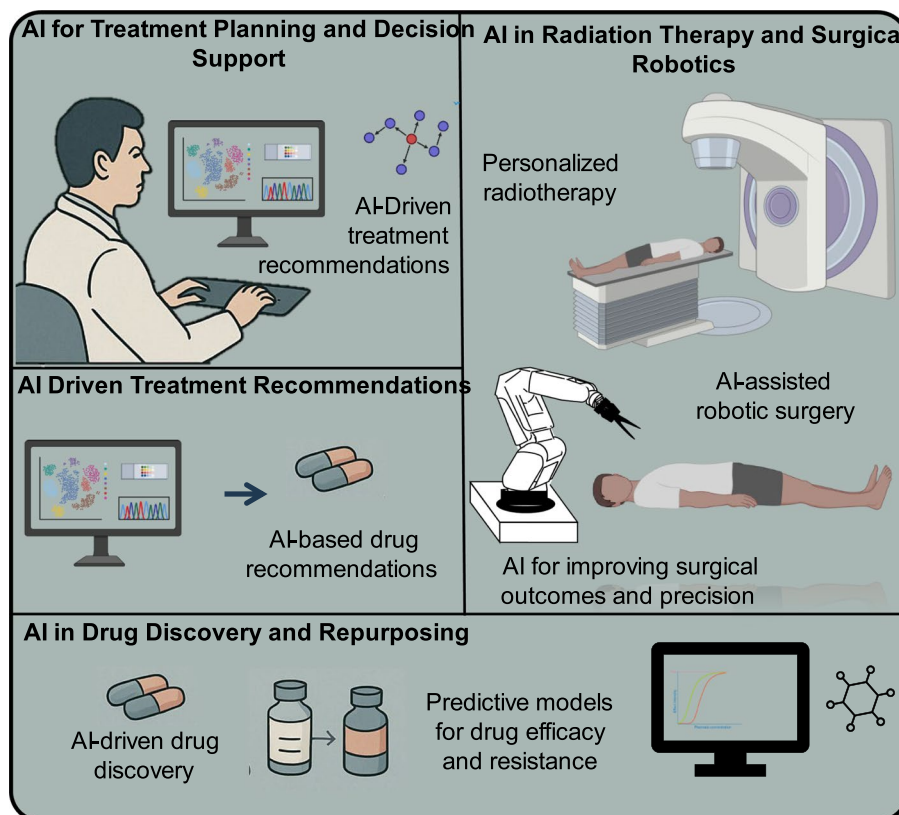 AI for Treatment Planning and Decision
Support
AI-Driven
treatment
recommendations
AI in Radiation Therapy and Surgica
Robotics
Personalized
radiotherapy
AI-assisted
robotic surgery
AI for improving surgical
outcomes and precision
AI Driven Treatment Recommendations
AI-based drug
recommendations
AI in Drug Discovery and Repurposing
AI-driven drug
discovery
Predictive models
for drug efficacy
and resistance